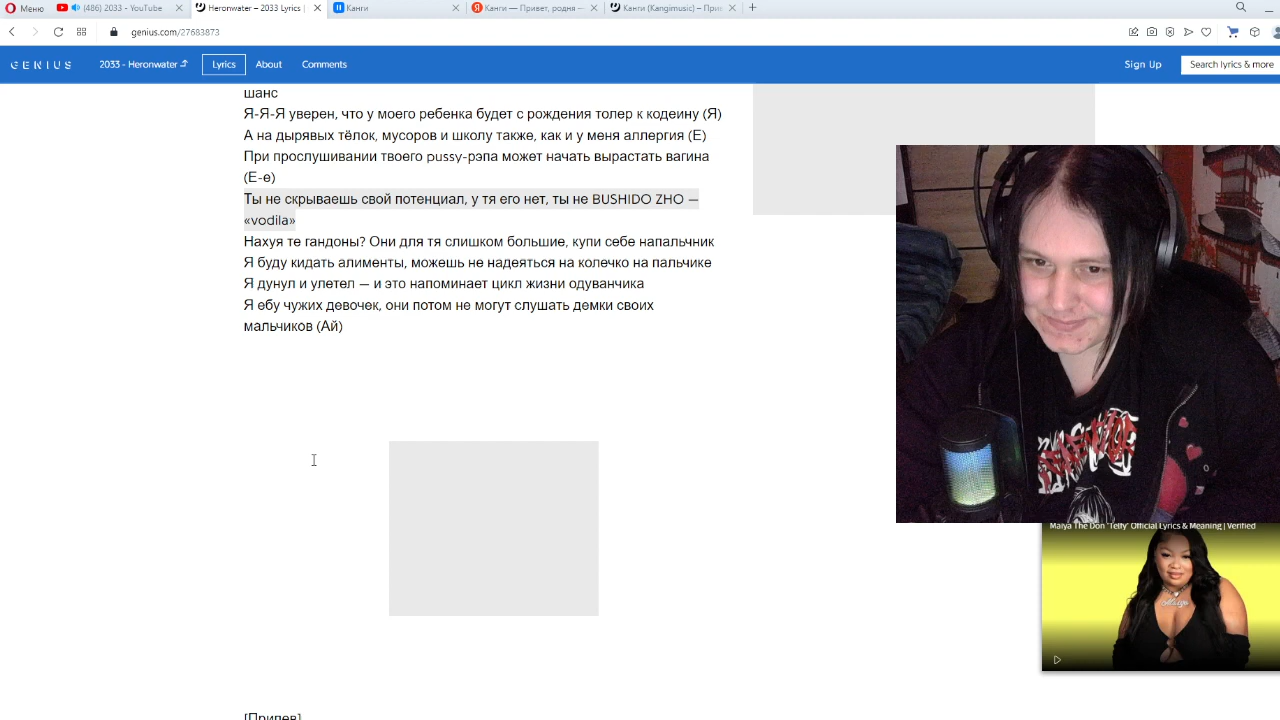 Меню
(486) 2033 - YouTube
Heronwater – 2033 Lyrics |
Канги
Канги — Привет, родня —
Канги (Kangimusic) – При
genius.com/27683873
GENIUS
2033 - Heronwater
Lyrics
About
Comments
Sign Up
Search lyrics & more
шанс
Я-Я-Я уверен, что у моего ребенка будет с рождения толер к кодеину (Я)
А на дырявых тёлок, мусоров и школу также, как и у меня аллергия (Е)
При прослушивании твоего pussy-рэпа может начать вырастать вагина
(Е-е)
Ты не скрываешь свой потенциал, у тя его нет, ты не BUSHIDO ZHO —
«vodila»
Нахуя те гандоны? Они для тя слишком большие, купи себе напальчник
Я буду кидать алименты, можешь не надеяться на колечко на пальчике
Я дунул и улетел — и это напоминает цикл жизни одуванчика
Я ебу чужих девочек, они потом не могут слушать демки своих
мальчиков (Ай)
Maiya The Don 'Telfy' Official Lyrics & Meaning | Verified
[Припев]